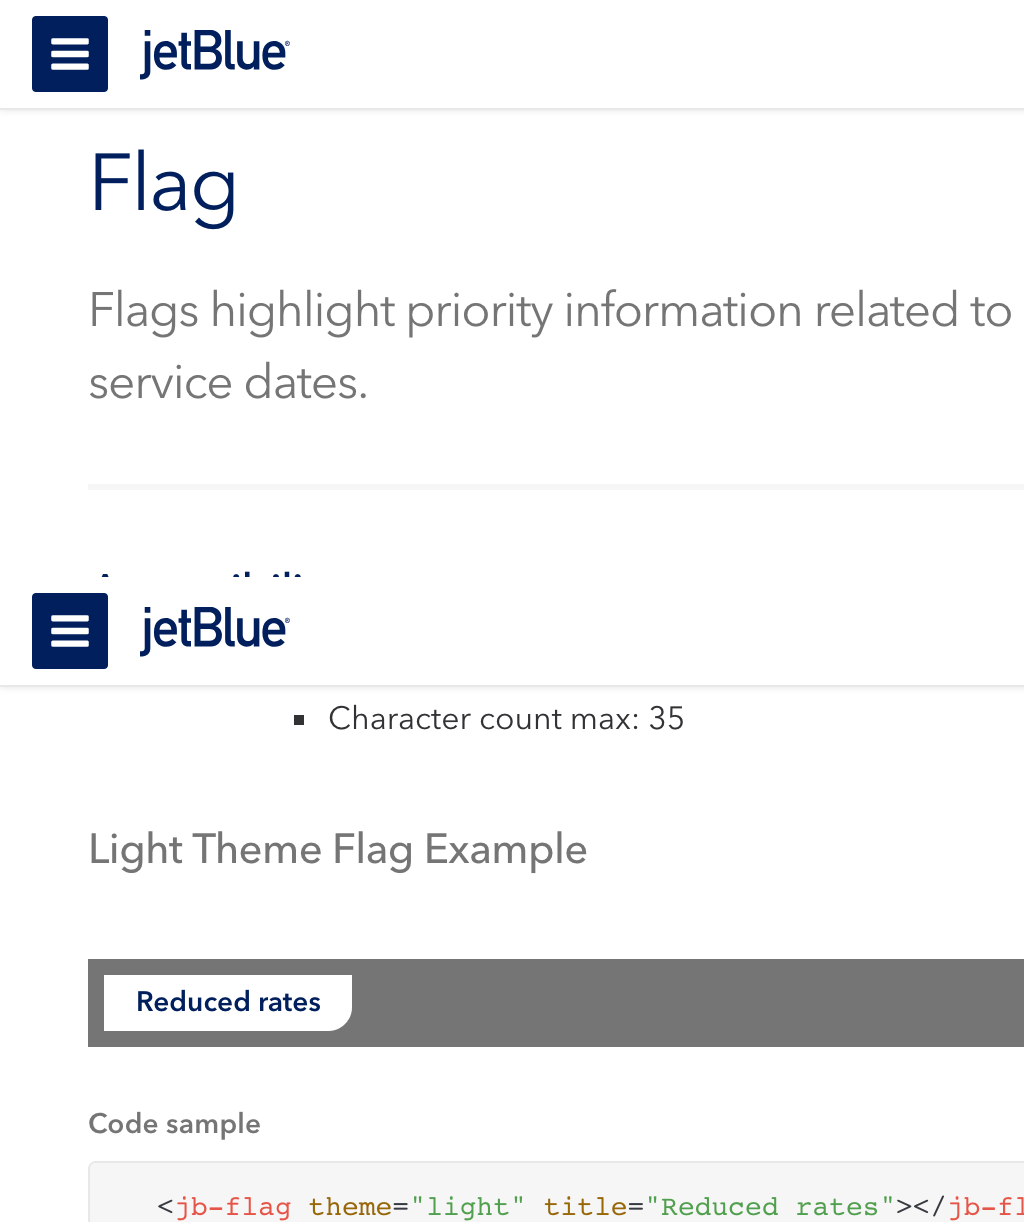 jetBlue
Flag
Flags highlight priority information related to
service dates.
jetBlue
▪ Character count max: 35
Light Theme Flag Example
Reduced rates
Code sample
<jb-flag theme="light" title="Reduced rates"></jb-fl